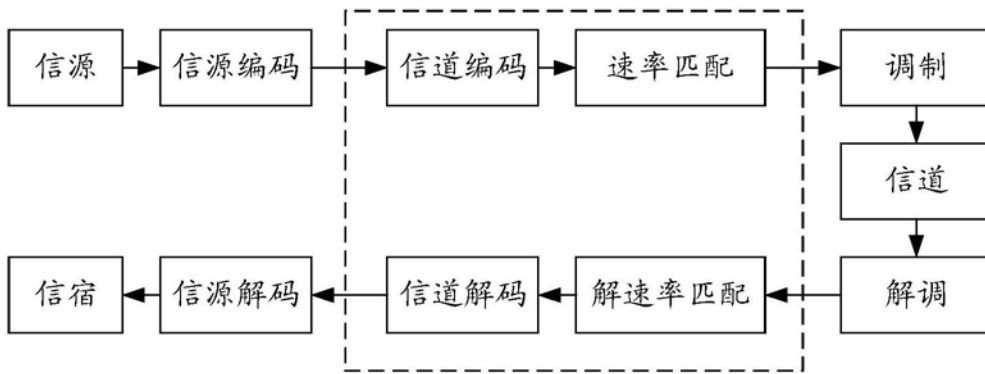 信源 信源编码 信道编码 速率匹配 调制
信道
信宿 信源解码 信道解码 解速率匹配 解调